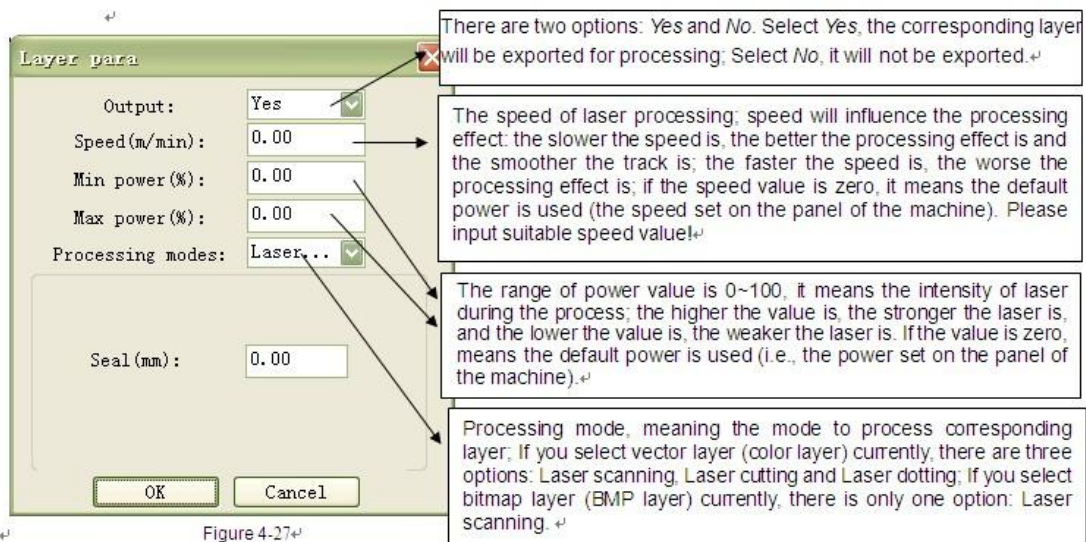 Layer para
Output:
Yes
Speed(m/min):
0.00
Min power(%):
0.00
Max power(%):
0.00
Processing modes:
Laser...
Seal(mm):
0.00
OK
Cancel
Figure 4-27
There are two options: Yes and No. Select Yes, the corresponding layer
will be exported for processing; Select No, it will not be exported.
The speed of laser processing; speed will influence the processing
effect: the slower the speed is, the better the processing effect is and
the smoother the track is; the faster the speed is, the worse the
processing effect is; if the speed value is zero, it means the default
power is used (the speed set on the panel of the machine). Please
input suitable speed value!
The range of power value is 0~100, it means the intensity of laser
during the process; the higher the value is, the stronger the laser is,
and the lower the value is, the weaker the laser is. If the value is zero,
means the default power is used (i.e., the power set on the panel of
the machine).
Processing mode, meaning the mode to process corresponding
layer; If you select vector layer (color layer) currently, there are three
options: Laser scanning, Laser cutting and Laser dotting; If you select
bitmap layer (BMP layer) currently, there is only one option: Laser
scanning.